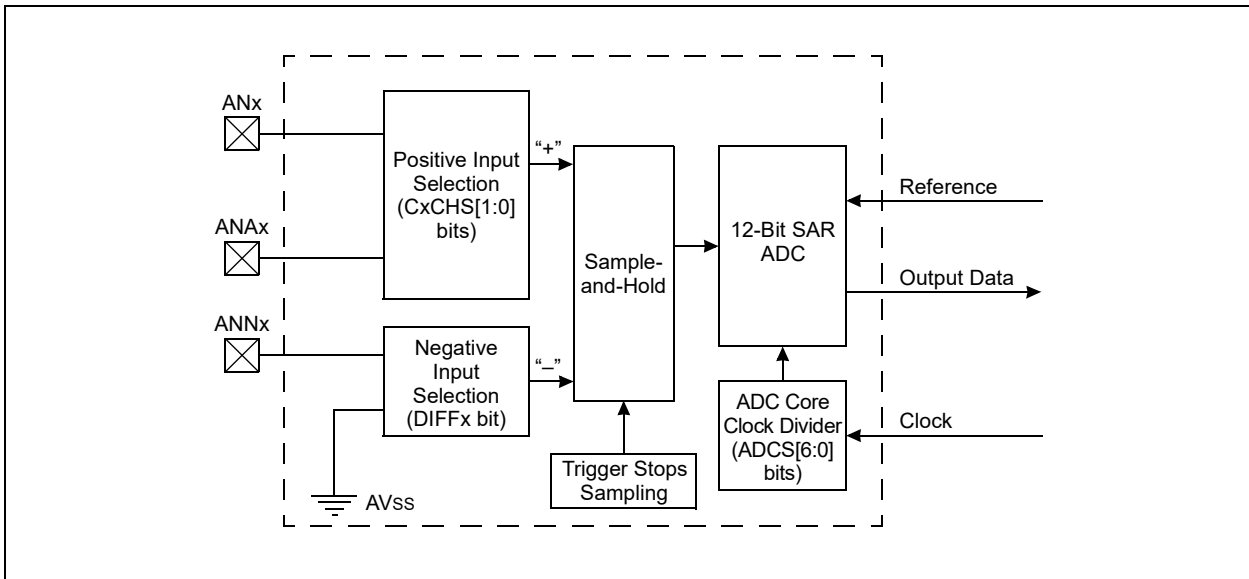 ANx
ANAx
ANNx
Positive Input
Selection
(CxCHS[1:0]
bits)
“+”
Negative
Input
Selection
(DIFFx bit)
“–”
AVSS
Sample-
and-Hold
Trigger Stops
Sampling
12-Bit SAR
ADC
ADC Core
Clock Divider
(ADCS[6:0]
bits)
Reference
Output Data
Clock